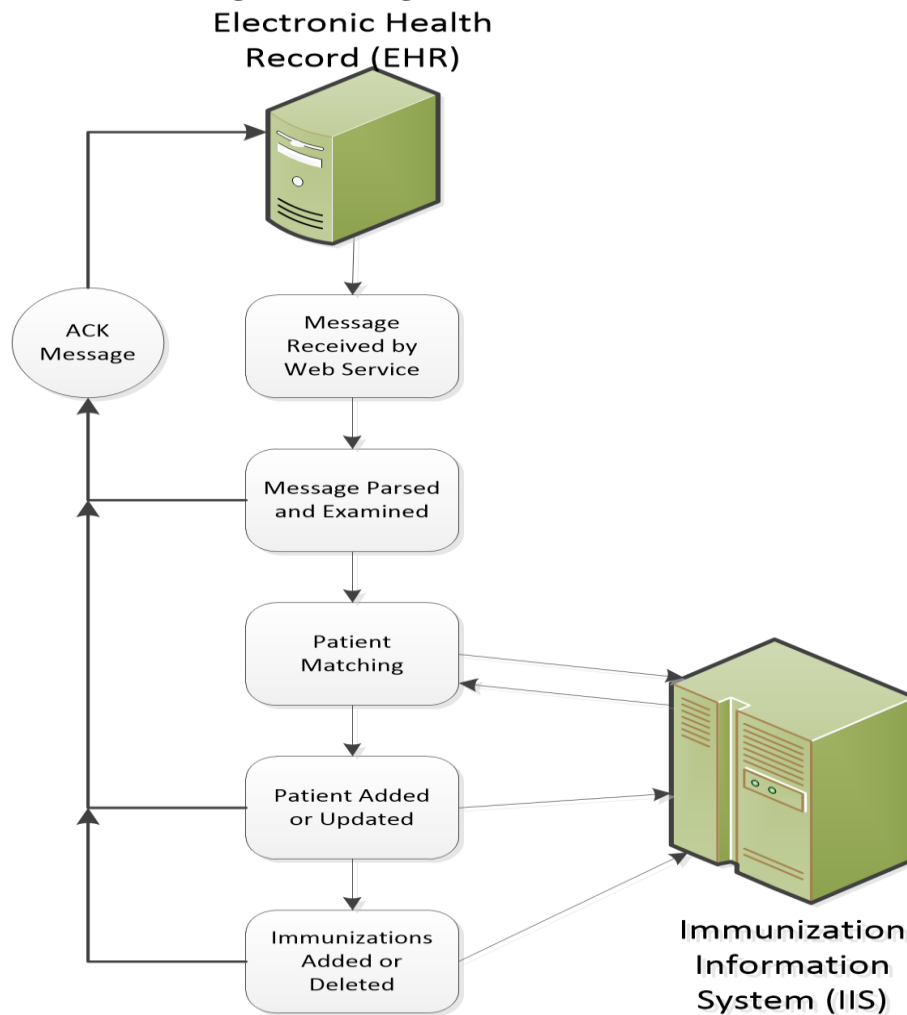 Electronic Health
Record (EHR)
Message
Received by
Web Service
ACK
Message
Message Parsed
and Examined
Patient
Matching
Patient Added
or Updated
Immunizations
Added or
Deleted
Immunization
Information
System (IIS)